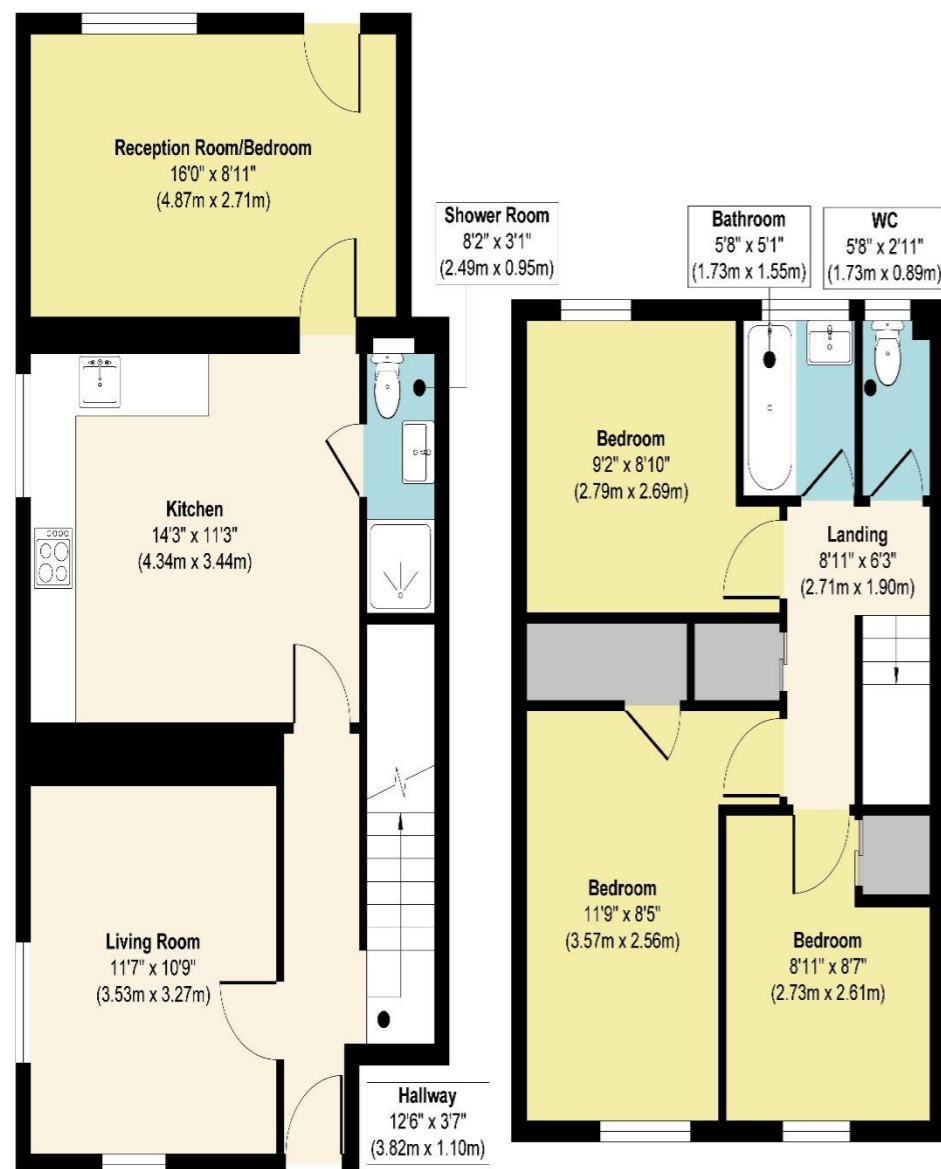 Reception Room/Bedroom
16'0" x 8'11"
(4.87m x 2.71m)
Shower Room
8'2" x 3'1"
(2.49m x 0.95m)
Bathroom
5'8" x 5'1"
(1.73m x 1.55m)
WC
5'8" x 2'11"
(1.73m x 0.89m)
Kitchen
14'3" x 11'3"
(4.34m x 3.44m)
Bedroom
9'2" x 8'10"
(2.79m x 2.69m)
Landing
8'11" x 6'3"
(2.71m x 1.90m)
Living Room
11'7" x 10'9"
(3.53m x 3.27m)
Bedroom
11'9" x 8'5"
(3.57m x 2.56m)
Bedroom
8'11" x 8'7"
(2.73m x 2.61m)
Hallway
12'6" x 3'7"
(3.82m x 1.10m)